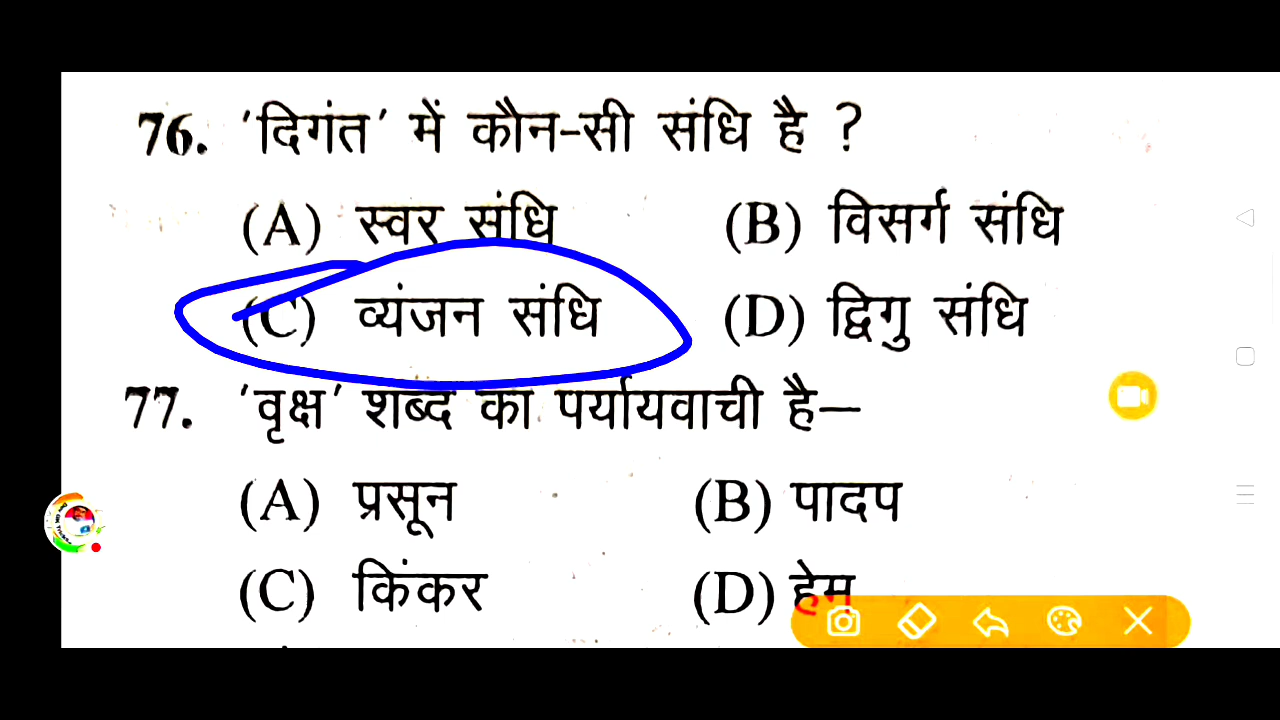 76. 'दिगंत' में कौन-सी संधि है ?
(A) स्वर संधि (B) विसर्ग संधि
(C) व्यंजन संधि (D) द्विगु संधि
77. 'वृक्ष' शब्द का पर्यायवाची है–
(A) प्रसून (B) पादप
(C) किंकर (D) हेम